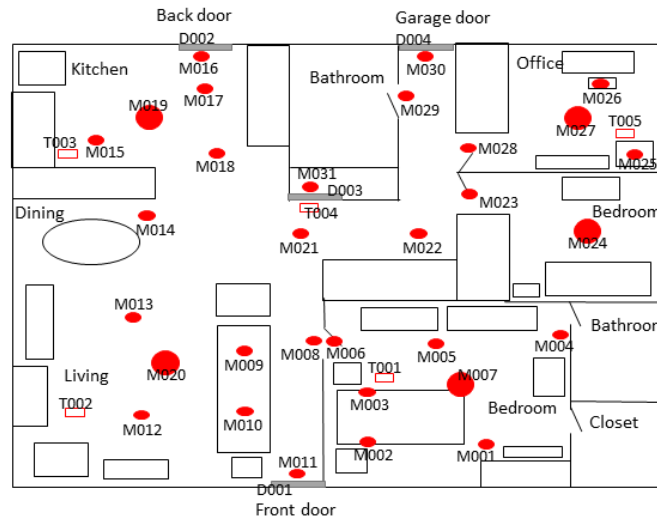 Back door
Garage door
D002
D004
M016
M030
Kitchen
Bathroom
Office
M017
M029
M026
M019
M027
T005
T003
M015
M018
M028
M025
M031
D003
M023
T004
Dining
M014
Bedroom
M021
M022
M024
M013
M008
M006
M005
M004
Bathroom
M009
T001
Living
M020
M007
M003
T002
M012
M010
Bedroom
Closet
M002
M001
M011
D001
Front door